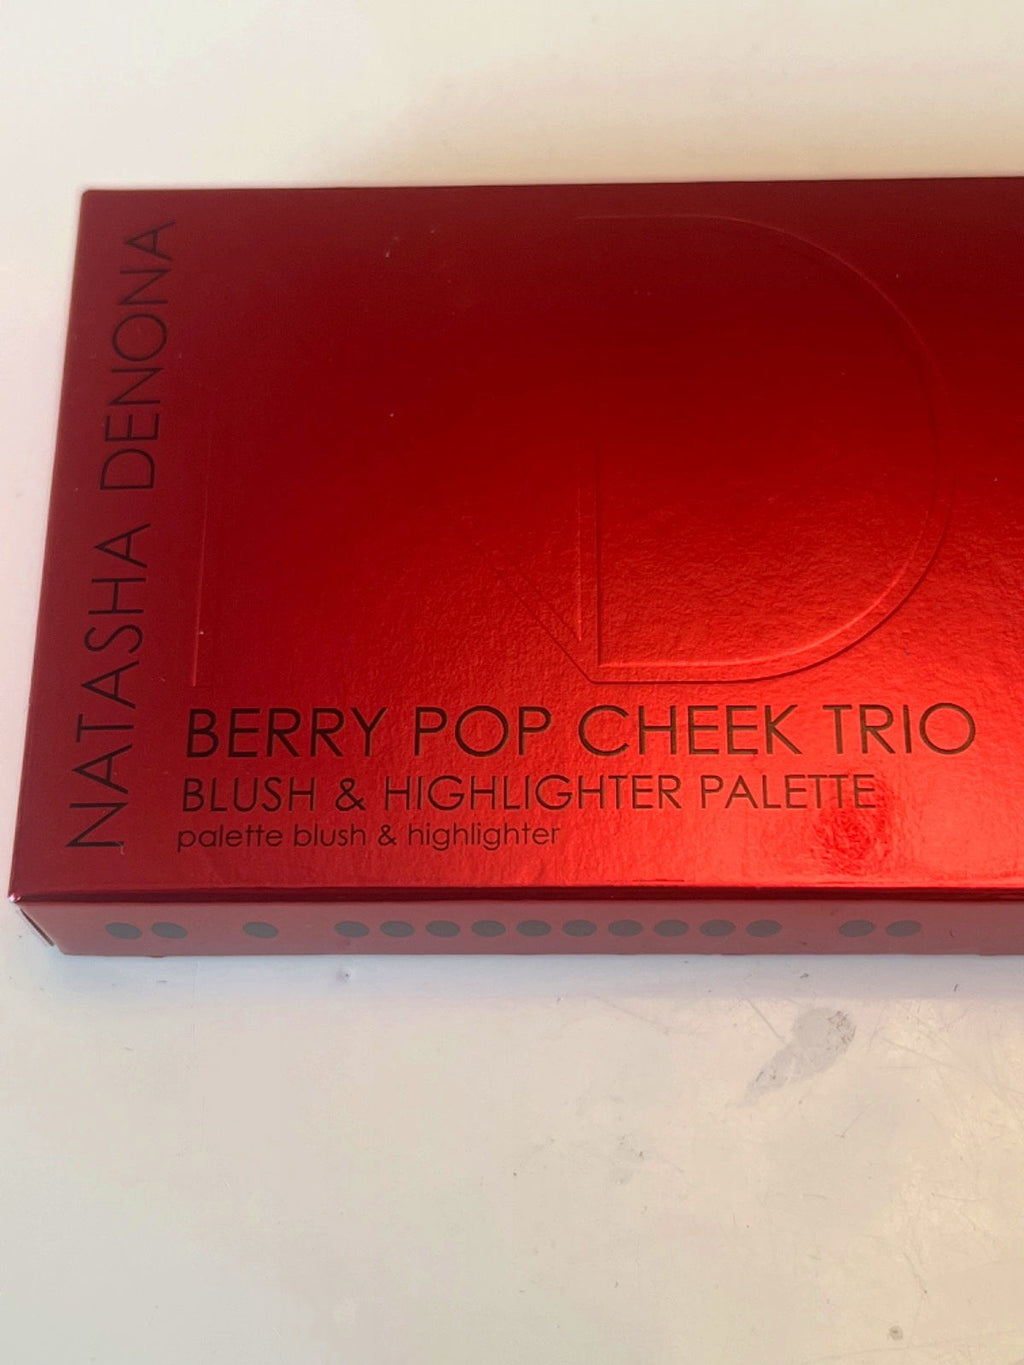 NATASHA DENONA
BERRY POP CHEEK TRIO
BLUSH & HIGHLIGHTER PALETTE
palette blush & highlighter